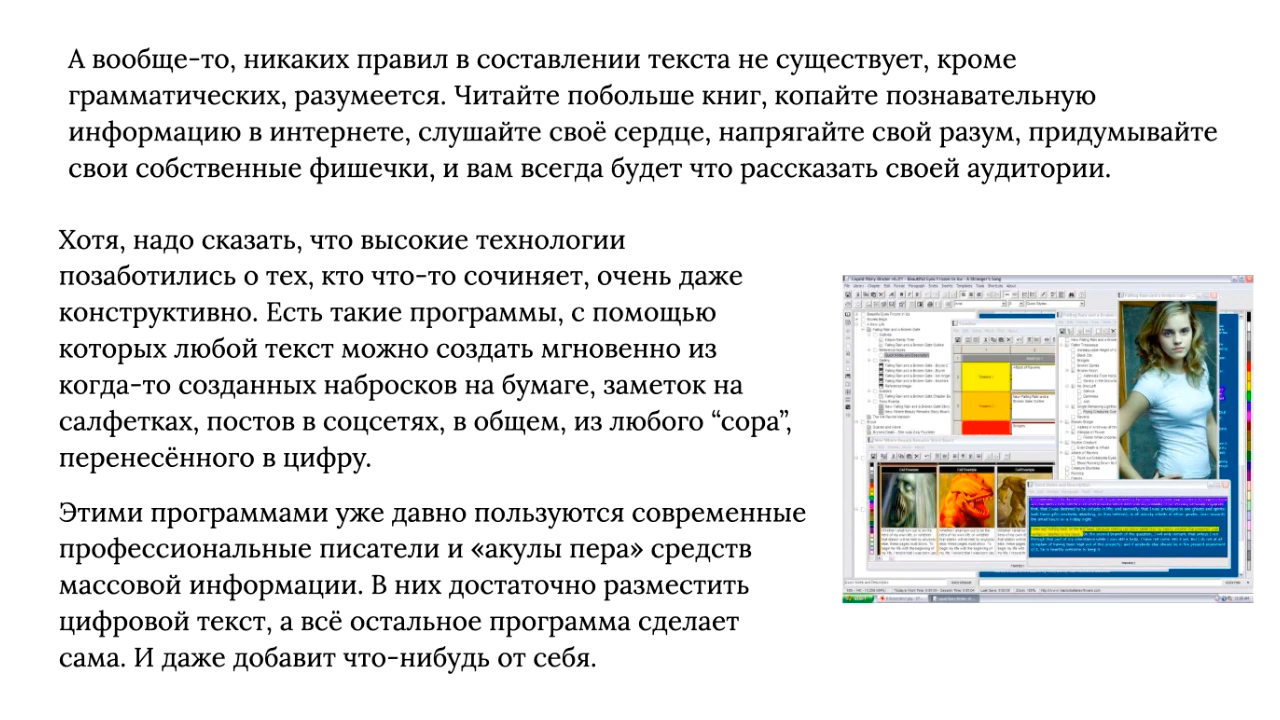 А вообще-то, никаких правил в составлении текста не существует, кроме
грамматических, разумеется. Читайте побольше книг, копайте познавательную
информацию в интернете, слушайте своё сердце, напрягайте свой разум, придумывайте
свои собственные фишечки, и вам всегда будет что рассказать своей аудитории.
Хотя, надо сказать, что высокие технологии
позаботились о тех, кто что-то сочиняет, очень даже
конструктивно. Есть такие программы, с помощью
которых любой текст можно создать мгновенно из
когда-то созданных набросков на бумаге, заметок на
салфетках, постов в соцсетях, в общем, из любого “сора”,
перенесённого в цифру.
Этими программами уже давно пользуются современные
профессиональные писатели и «акулы пера» средств
массовой информации. В них достаточно разместить
цифровой текст, а всё остальное программа сделает
сама. И даже добавит что-нибудь от себя.